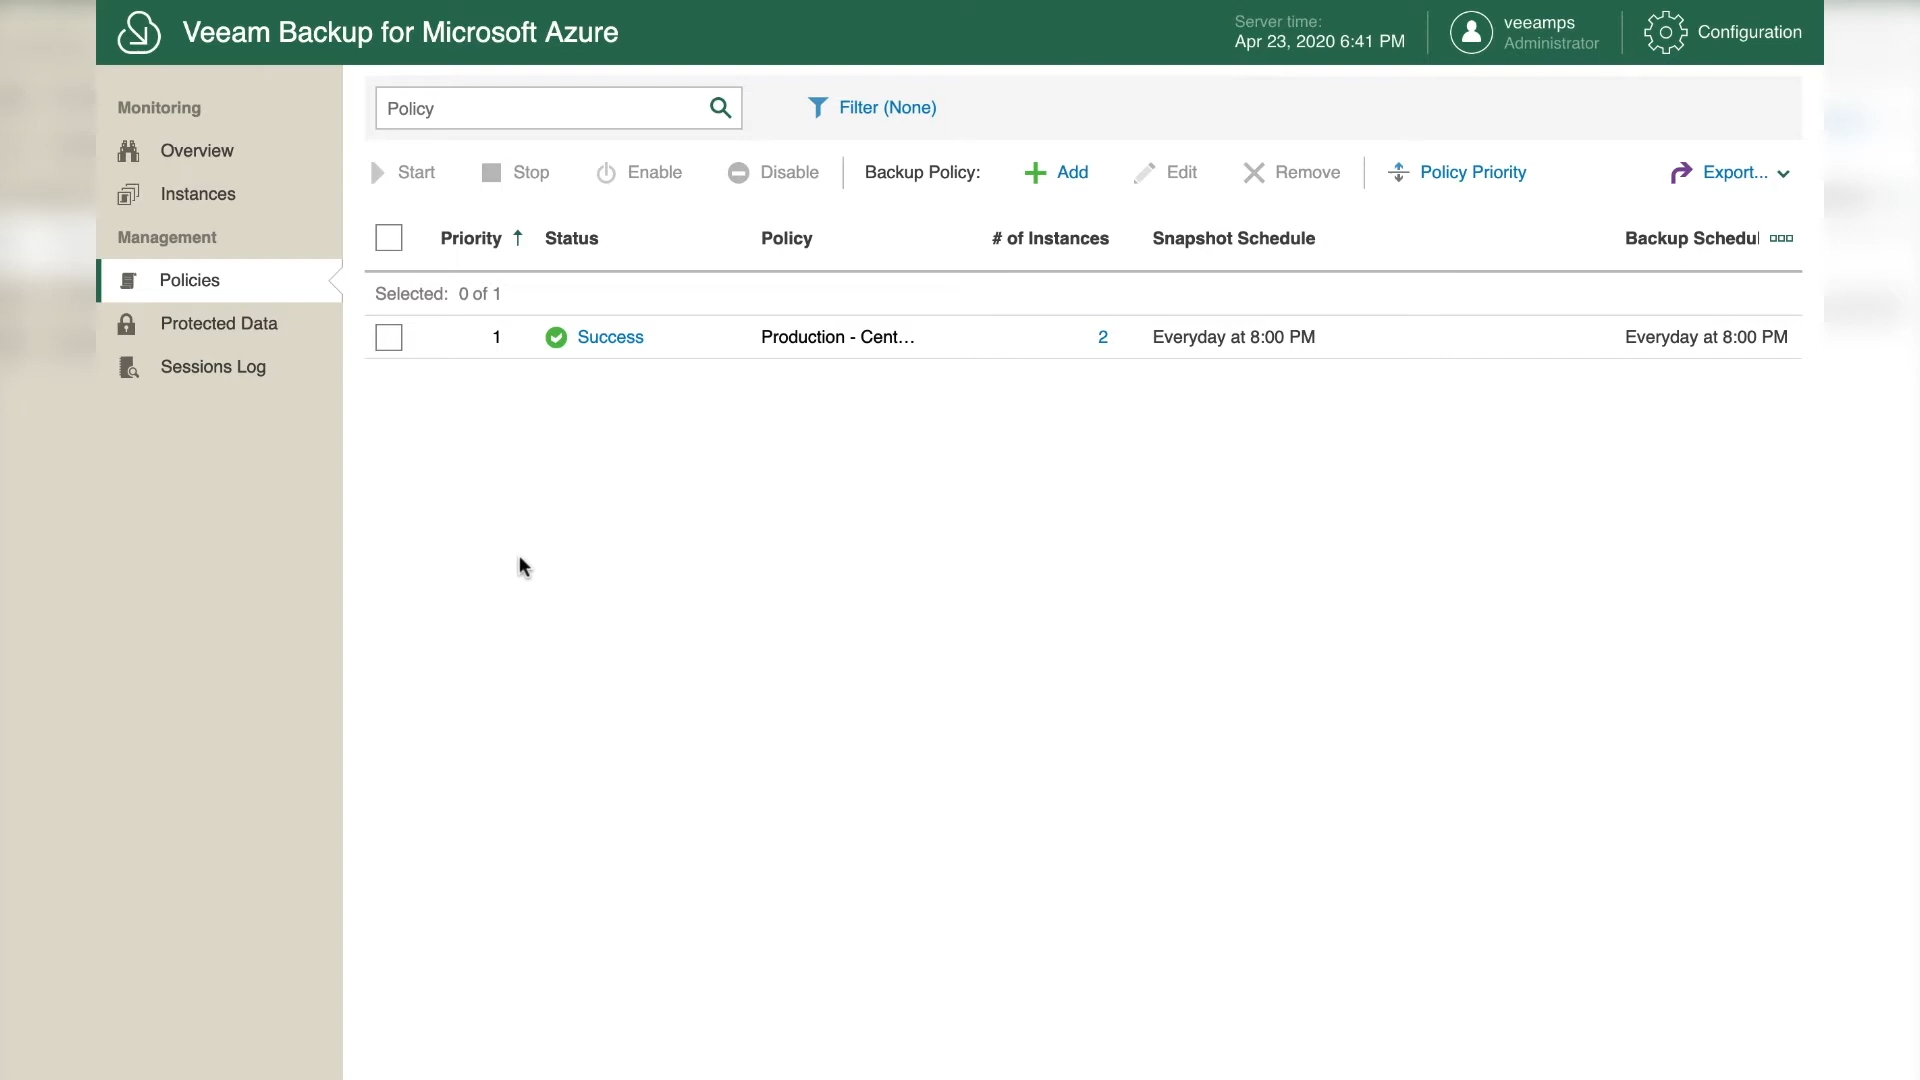 Veeam Backup for Microsoft Azure
Server time:
Apr 23, 2020 6:41 PM
veeamps
Administrator
Configuration
Monitoring
Overview
Instances
Management
Policies
Protected Data
Sessions Log
Policy
Filter (None)
Start
Stop
Enable
Disable
Backup Policy:
Add
Edit
Remove
Policy Priority
Export...
Priority
Status
Policy
# of Instances
Snapshot Schedule
Backup Schedul
Selected: 0 of 1
1
Success
Production - Cent...
2
Everyday at 8:00 PM
Everyday at 8:00 PM